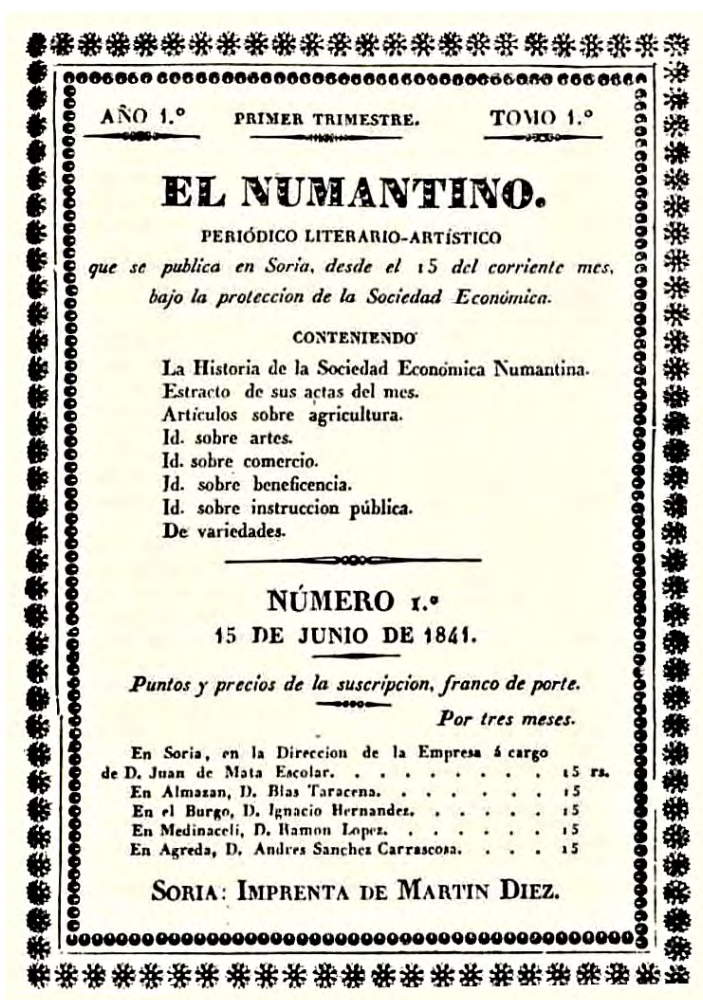 AÑO 1.º PRIMER TRIMESTRE. TOMO 1.º
EL NUMANTINO.
PERIÓDICO LITERARIO-ARTÍSTICO
que se publica en Soria, desde el 15 del corriente mes,
bajo la proteccion de la Sociedad Económica.
CONTENIENDO
La Historia de la Sociedad Económica Numantina.
Estracto de sus actas del mes.
Artículos sobre agricultura.
Id. sobre artes.
Id. sobre comercio.
Id. sobre beneficencia.
Id. sobre instruccion pública.
De variedades.
NÚMERO 1.º
15 DE JUNIO DE 1841.
Puntos y precios de la suscripcion, franco de porte.
Por tres meses.
En Soria, en la Direccion de la Empresa á cargo
de D. Juan de Mata Escolar. . . . . . . . . 15 rs.
En Almazan, D. Blas Taracena. . . . . . . 15
En el Burgo, D. Ignacio Hernandez. . . . . . 15
En Medinaceli, D. Ramon Lopez. . . . . . . 15
En Agreda, D. Andres Sanchez Carrascosa. . . . 15
SORIA: IMPRENTA DE MARTIN DIEZ.